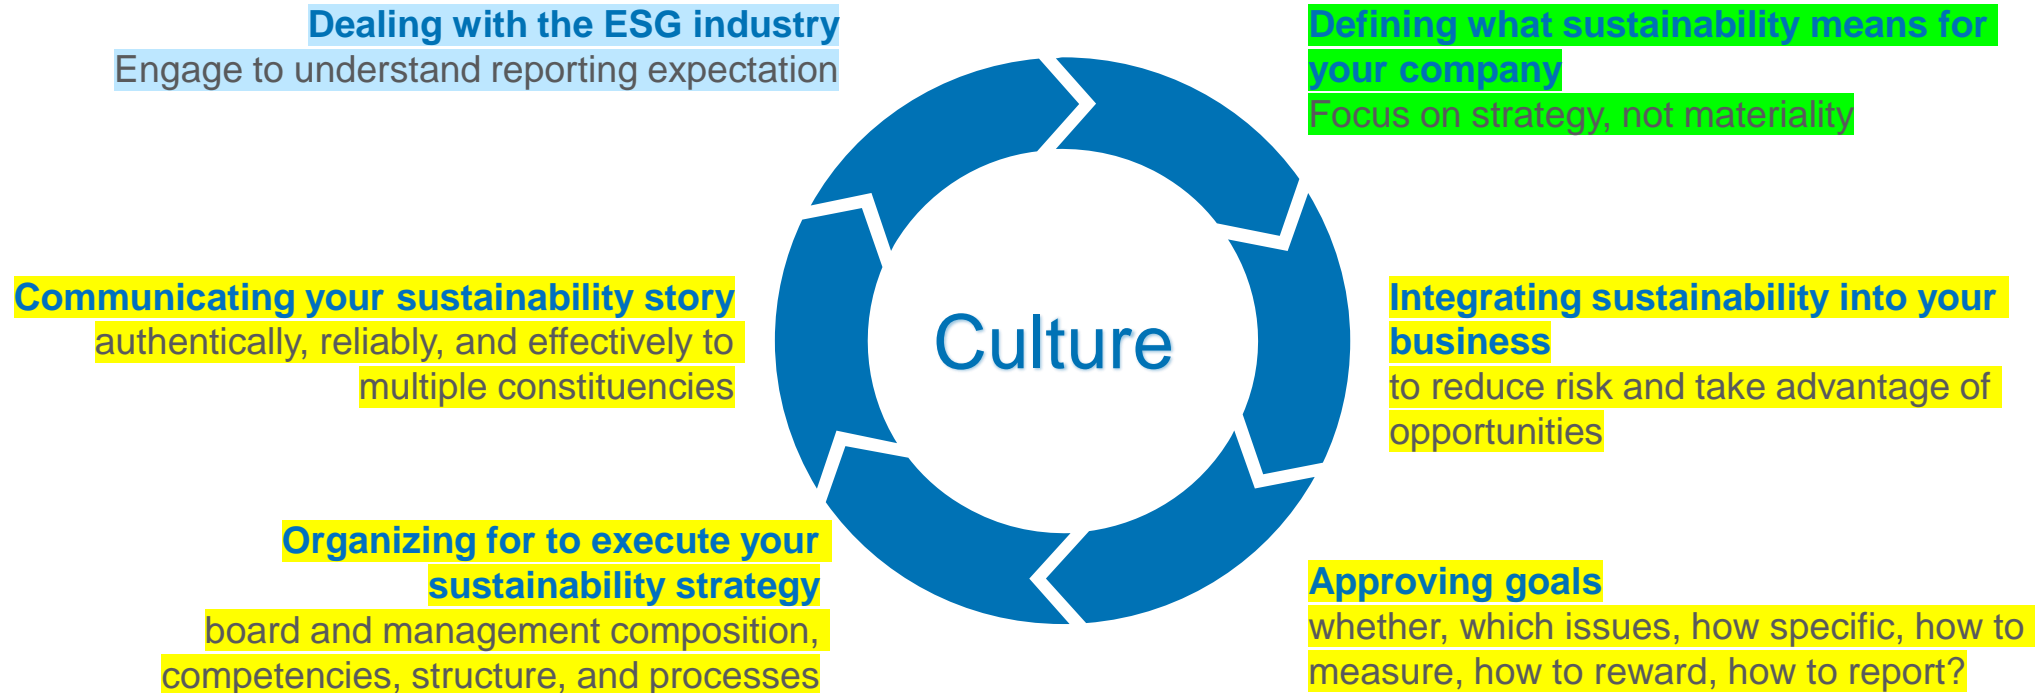 Dealing with the ESG industry
Engage to understand reporting expectation
Defining what sustainability means for
your company
Focus on strategy, not materiality
Communicating your sustainability story
authentically, reliably, and effectively to
multiple constituencies
Culture
Integrating sustainability into your
business
to reduce risk and take advantage of
opportunities
Organizing for to execute your
sustainability strategy
board and management composition,
competencies, structure, and processes
Approving goals
whether, which issues, how specific, how to
measure, how to reward, how to report?